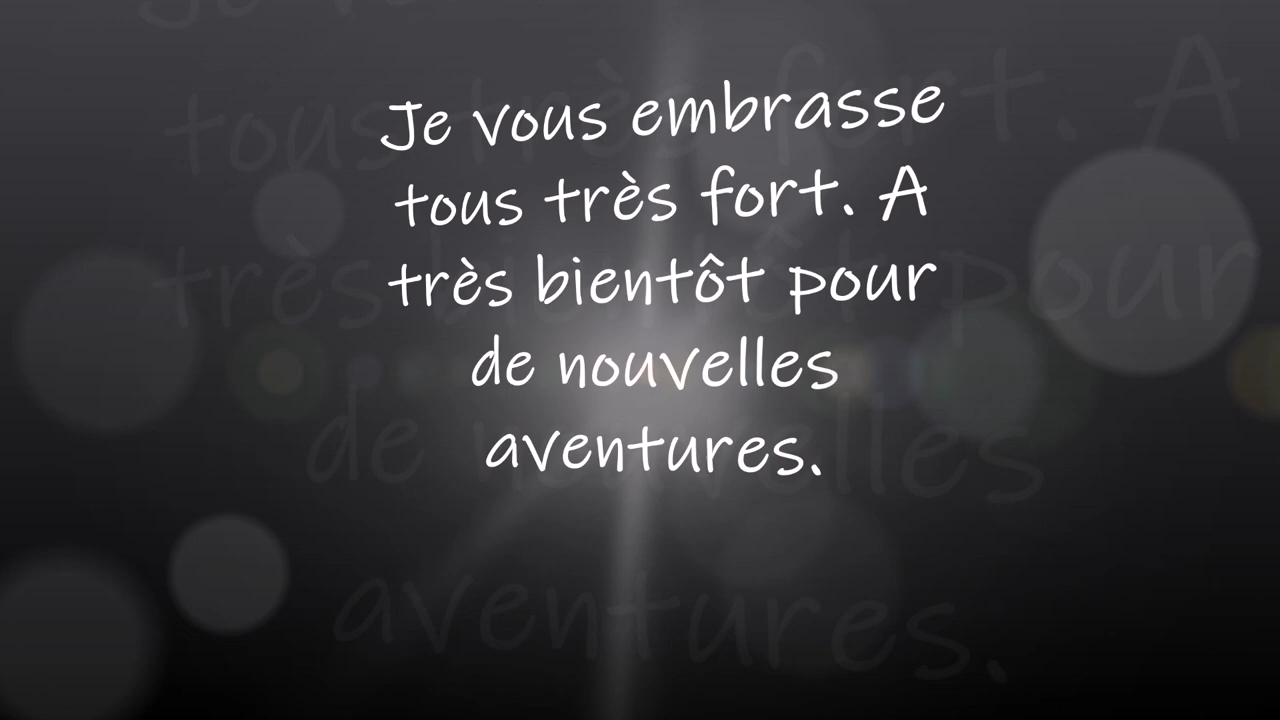 Je vous embrasse
tous très fort. A
très bientôt pour
de nouvelles
aventures.